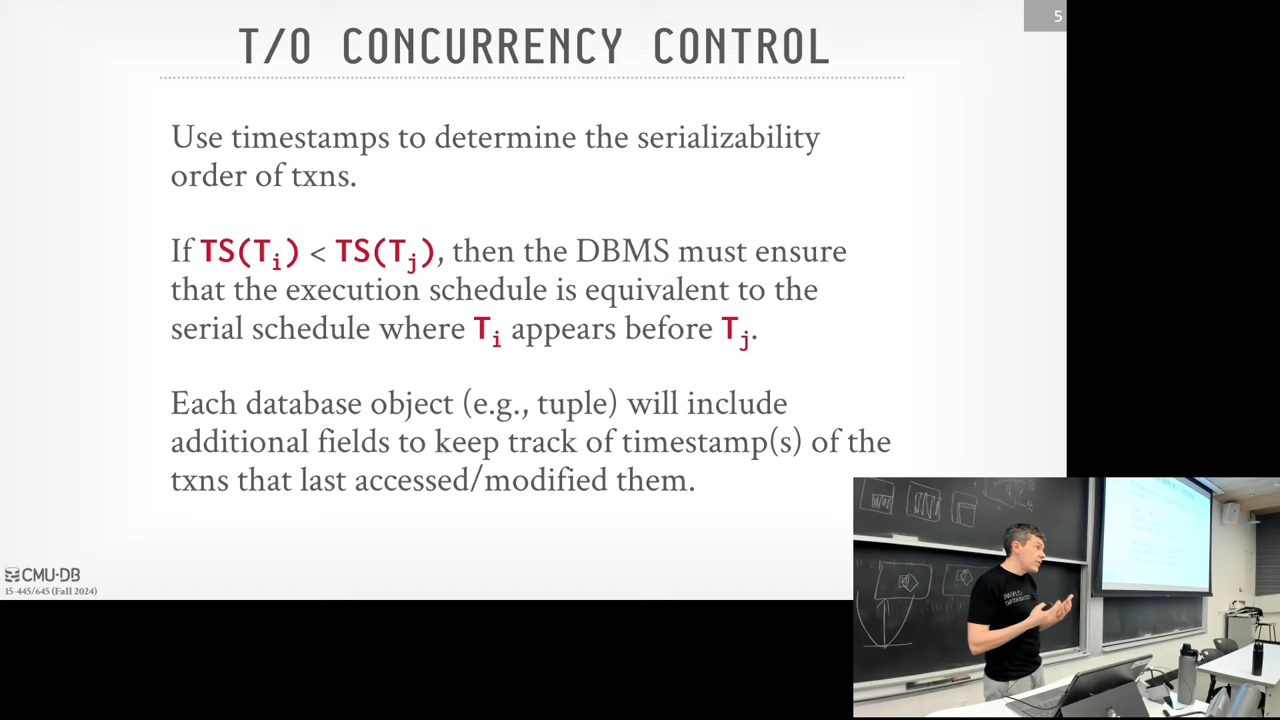 5
T/O CONCURRENCY CONTROL
Use timestamps to determine the serializability
order of txns.
If TS(Ti) < TS(Tj), then the DBMS must ensure
that the execution schedule is equivalent to the
serial schedule where Ti appears before Tj.
Each database object (e.g., tuple) will include
additional fields to keep track of timestamp(s) of the
txns that last accessed/modified them.
CMU·DB
15-445/645 (Fall 2024)